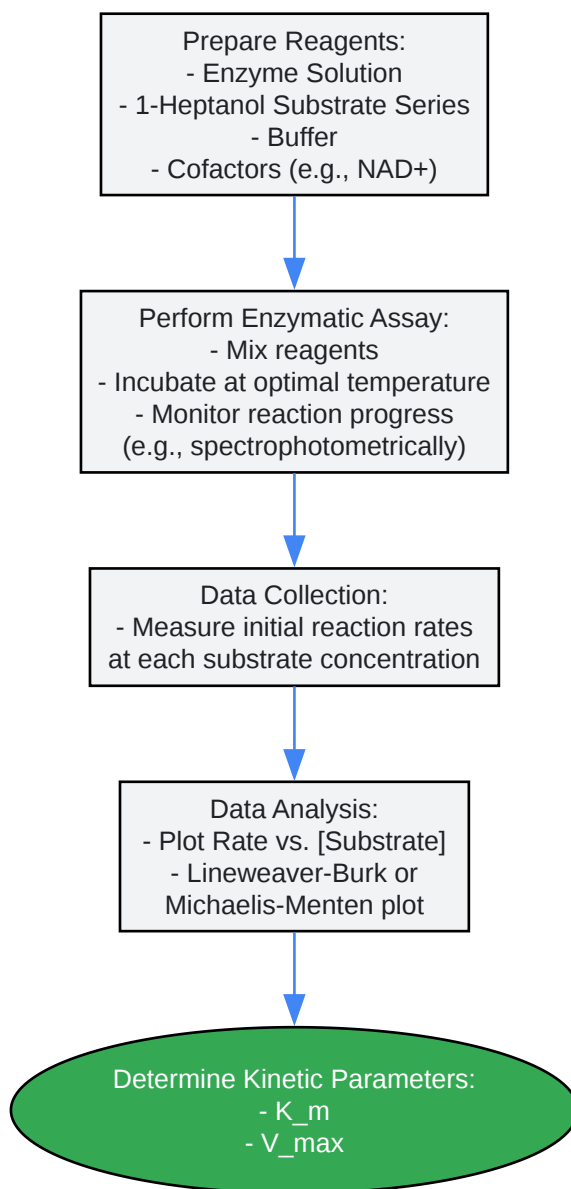 Prepare Reagents:
- Enzyme Solution
- 1-Heptanol Substrate Series
- Buffer
- Cofactors (e.g., NAD+)
Perform Enzymatic Assay:
- Mix reagents
- Incubate at optimal temperature
- Monitor reaction progress
(e.g., spectrophotometrically)
Data Collection:
- Measure initial reaction rates
at each substrate concentration
Data Analysis:
- Plot Rate vs. [Substrate]
- Lineweaver-Burk or
Michaelis-Menten plot
Determine Kinetic Parameters:
- K_m
- V_max